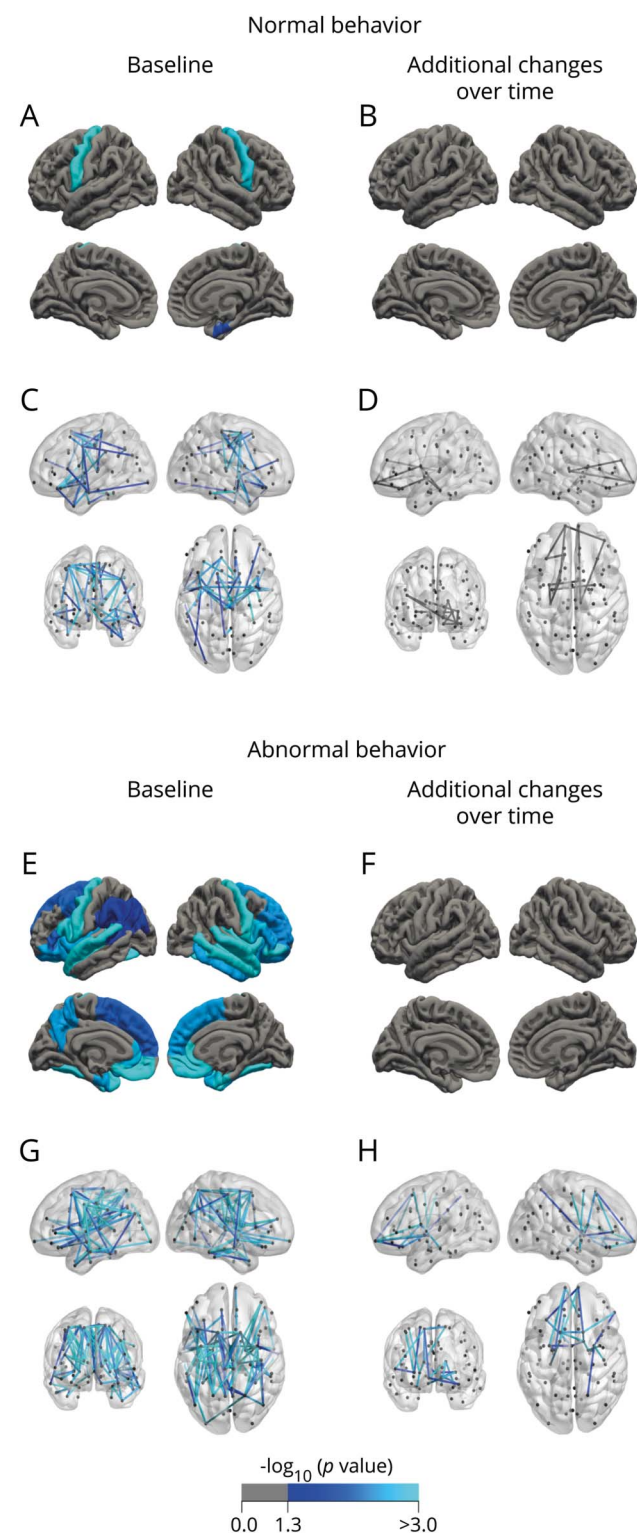 Normal behavior
Baseline
Additional changes
over time
A
B
C
D
Abnormal behavior
Baseline
Additional changes
over time
E
F
G
H
-log10 (p value)
0.0 1.3 >3.0